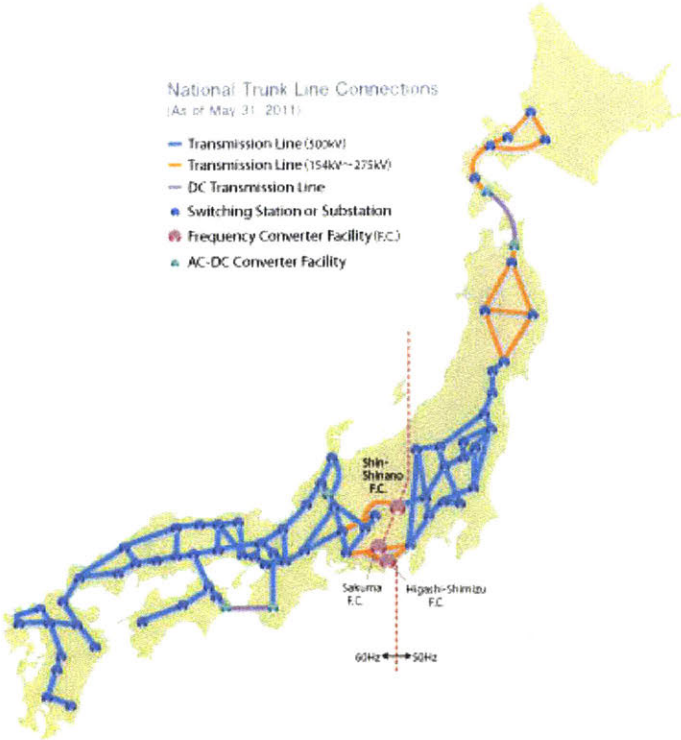 National Trunk Line Connections
(As of May 31, 2011)
Transmission Line (500kV)
Transmission Line (154kV~275kV)
DC Transmission Line
Switching Station or Substation
Frequency Converter Facility (F.C.)
AC-DC Converter Facility
Shin-
Shinano
F.C.
Sakuma
F.C.
Higashi-Shimizu
F.C.
60Hz
50Hz